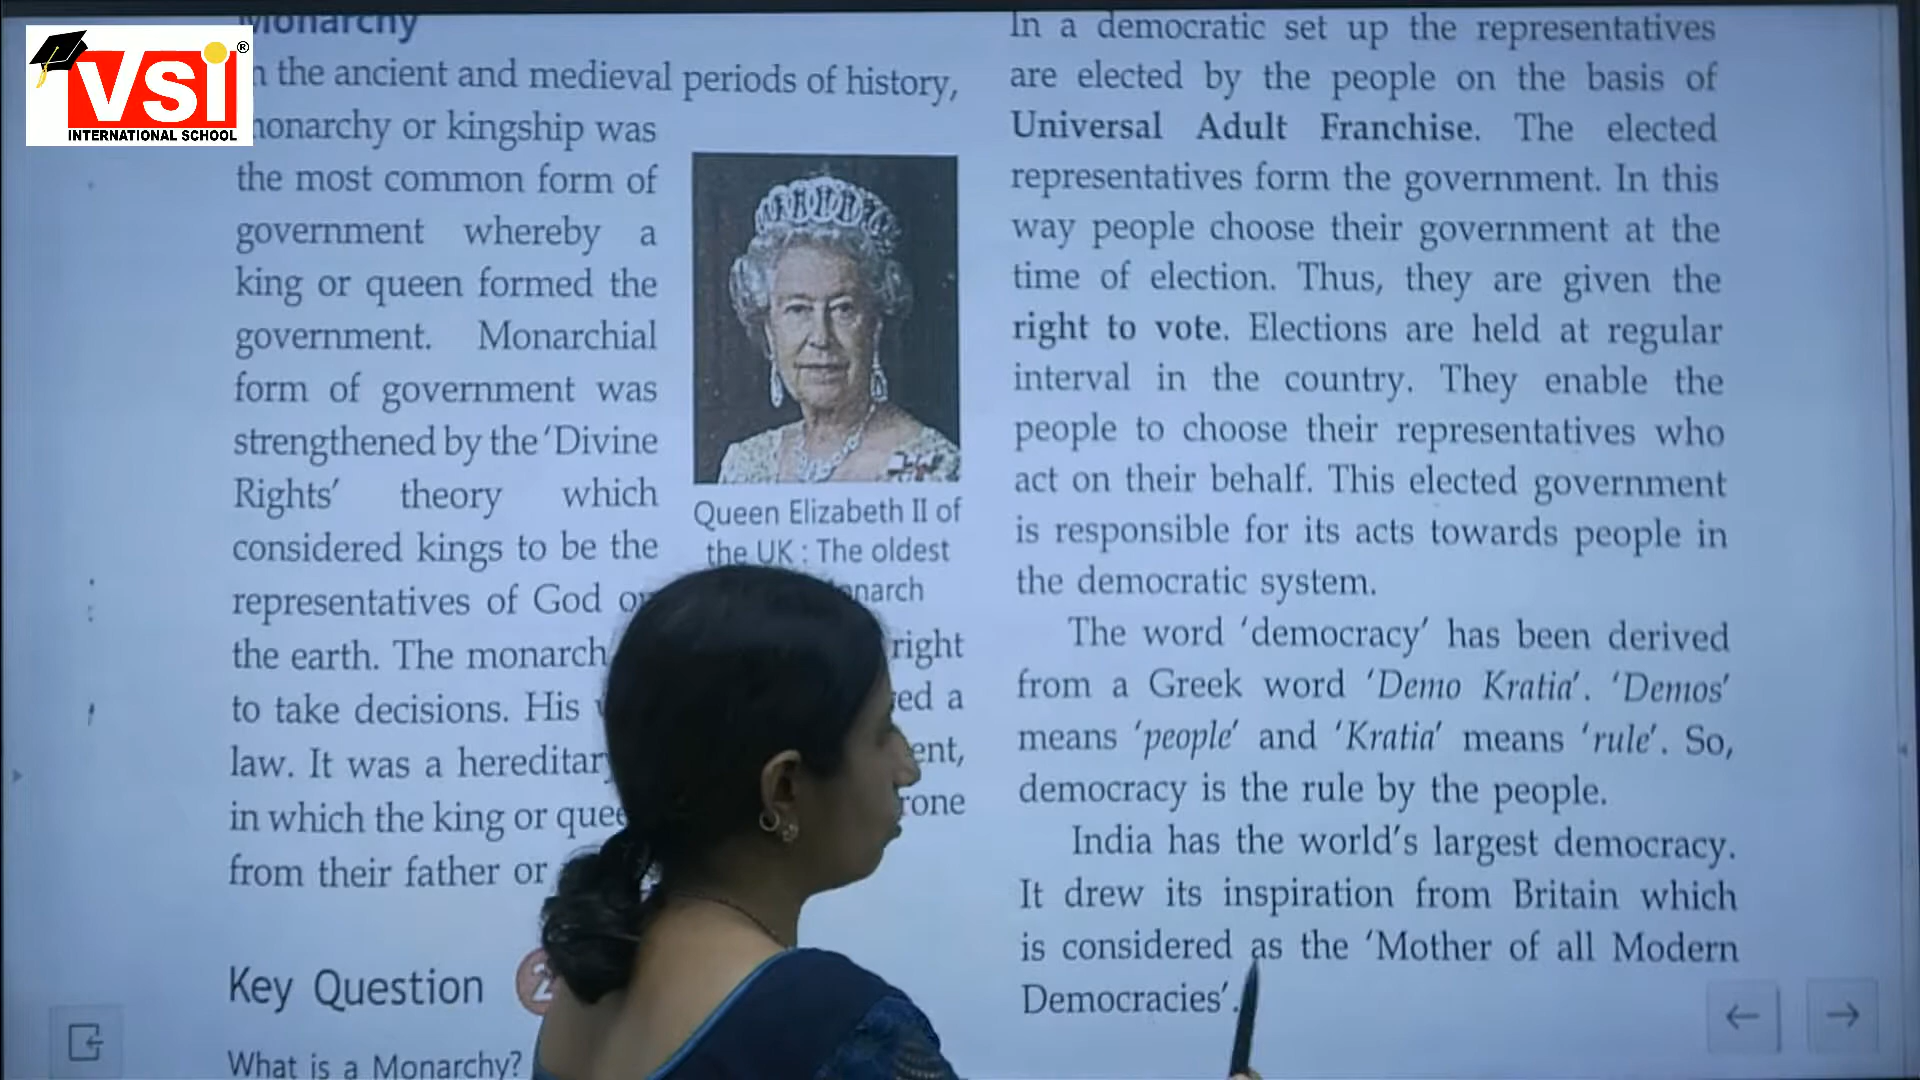 VSI®
INTERNATIONAL SCHOOL
Monarchy
the ancient and medieval periods of history,
monarchy or kingship was
the most common form of
government whereby a
king or queen formed the
government. Monarchial
form of government was
strengthened by the 'Divine
Rights' theory which
considered kings to be the
representatives of God
the earth. The monarch right
to take decisions. His ed a
law. It was a hereditary ent,
in which the king or quee rone
from their father or
Queen Elizabeth II of
the UK : The oldest
narch
Key Question 2
What is a Monarchy?
In a democratic set up the representatives
are elected by the people on the basis of
Universal Adult Franchise. The elected
representatives form the government. In this
way people choose their government at the
time of election. Thus, they are given the
right to vote. Elections are held at regular
interval in the country. They enable the
people to choose their representatives who
act on their behalf. This elected government
is responsible for its acts towards people in
the democratic system.
The word 'democracy' has been derived
from a Greek word 'Demo Kratia'. 'Demos'
means 'people' and 'Kratia' means 'rule'. So,
democracy is the rule by the people.
India has the world's largest democracy.
It drew its inspiration from Britain which
is considered as the 'Mother of all Modern
Democracies'.